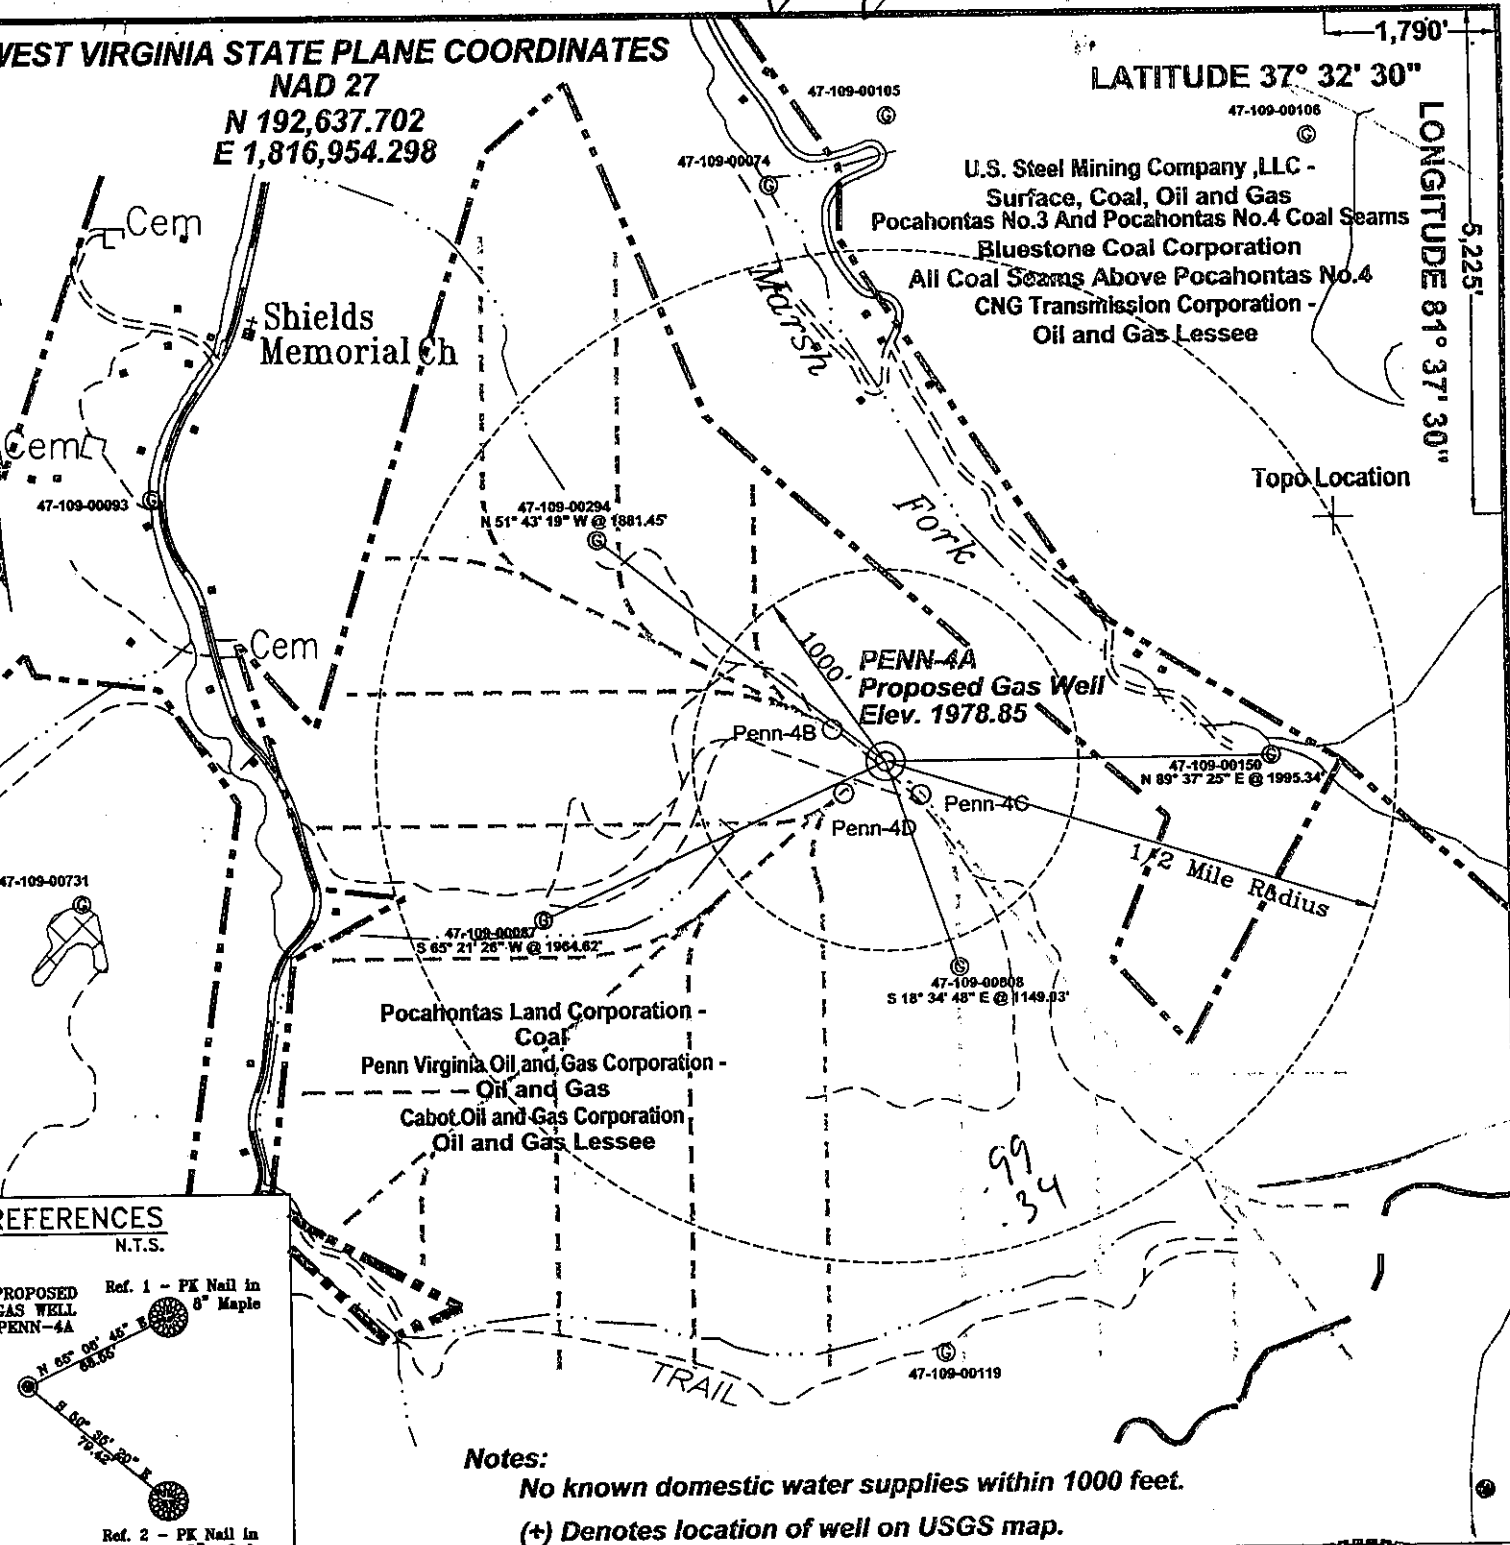 WEST VIRGINIA STATE PLANE COORDINATES
NAD 27
N 192,637.702
E 1,816,954.298
1,790'
LATITUDE 37° 32' 30"
LONGITUDE 81° 37' 30"
5,225'
47-109-00105
47-109-00106
47-109-00074
U.S. Steel Mining Company ,LLC -
Surface, Coal, Oil and Gas
Pocahontas No.3 And Pocahontas No.4 Coal Seams
Bluestone Coal Corporation
All Coal Seams Above Pocahontas No.4
CNG Transmission Corporation -
Oil and Gas Lessee
Cem
Shields
Memorial Ch
Marsh
Fork
Cem
47-109-00093
Topo Location
47-109-00294
N 51° 43' 19" W @ 1881.45'
Cem
1000'
PENN-4A
Proposed Gas Well
Elev. 1978.85
Penn-4B
47-109-00150
N 89° 37' 25" E @ 1995.34'
Penn-4C
Penn-4D
1/2 Mile Radius
47-109-00731
47-109-00087
S 65° 21' 26" W @ 1964.62'
47-109-00608
S 18° 34' 48" E @ 1149.03'
Pocahontas Land Corporation -
Coal
Penn Virginia Oil and Gas Corporation -
Oil and Gas
Cabot Oil and Gas Corporation
Oil and Gas Lessee
.99
.34
REFERENCES
N.T.S.
PROPOSED
GAS WELL
PENN-4A
Ref. 1 - PK Nail in
8" Maple
N 65° 06' 45" E
68.55'
S 50° 35' 20" E
79.42'
Ref. 2 - PK Nail in
TRAIL
47-109-00119
Notes:
No known domestic water supplies within 1000 feet.
(+) Denotes location of well on USGS map.